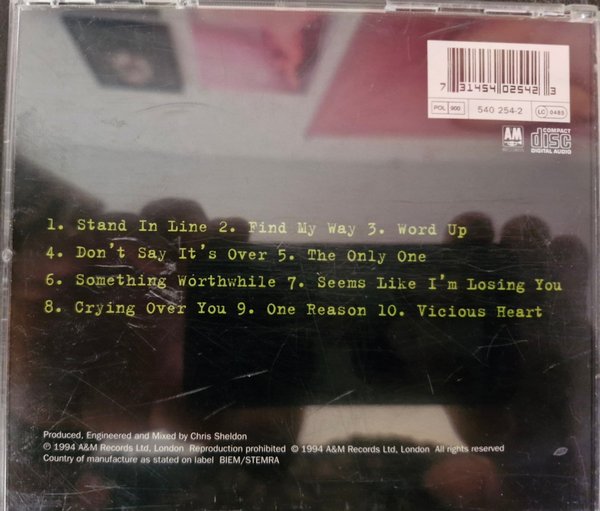 7 31454 02542 3
POL 900 540 254-2 LC 0485
AM RECORDS COMPACT disc DIGITAL AUDIO
1. Stand In Line 2. Find My Way 3. Word Up
4. Don't Say It's Over 5. The Only One
6. Something Worthwhile 7. Seems Like I'm Losing You
8. Crying Over You 9. One Reason 10. Vicious Heart
Produced, Engineered and Mixed by Chris Sheldon
℗ 1994 A&M Records Ltd, London Reproduction prohibited © 1994 A&M Records Ltd, London All rights reserved
Country of manufacture as stated on label BIEM/STEMRA